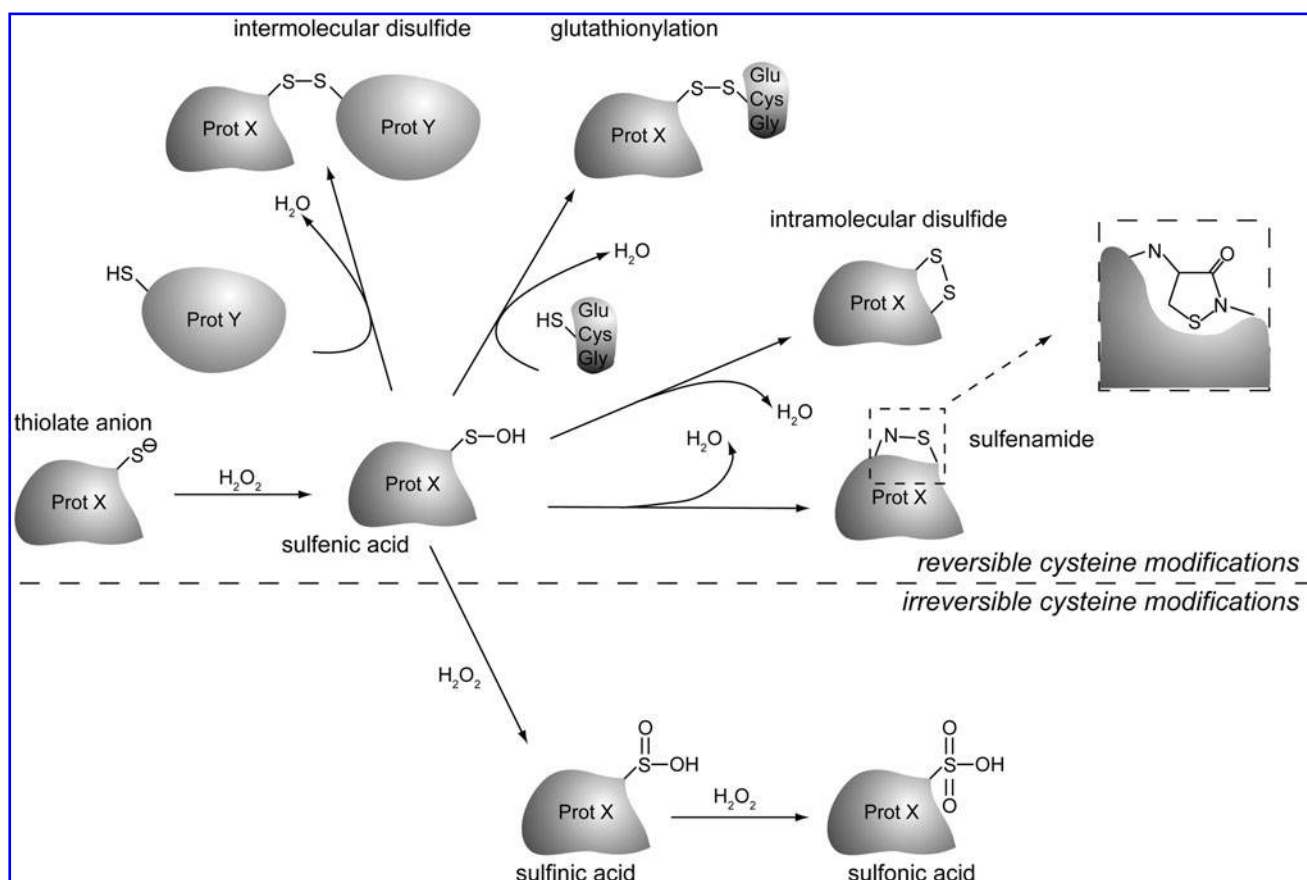 intermolecular disulfide
glutathionylation
S—S
Prot X
Prot Y
S—S
Glu
Cys
Gly
Prot X
H₂O
HS
Prot Y
H₂O
HS
Glu
Cys
Gly
intramolecular disulfide
S
S
Prot X
N
O
N
S
H₂O
thiolate anion
S⊖
Prot X
H₂O₂
S—OH
Prot X
sulfenic acid
H₂O
N—S
Prot X
sulfenamide
reversible cysteine modifications
irreversible cysteine modifications
H₂O₂
O
S—OH
Prot X
sulfinic acid
H₂O₂
O
S—OH
O
Prot X
sulfonic acid